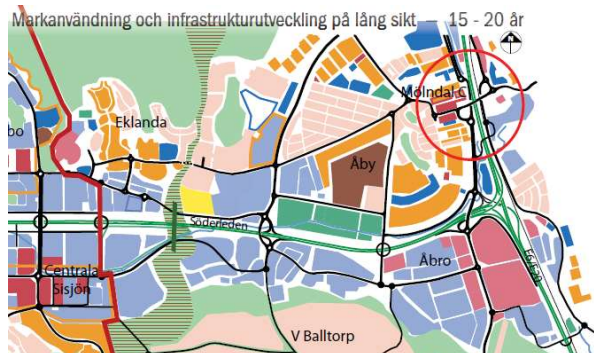 Markanvändning och infrastrukturutveckling på lång sikt – 15 - 20 år
Mölndal C
Eklanda
bo
Åby
Söderleden
Åbro
Centrala
Sisjön
V Balltorp